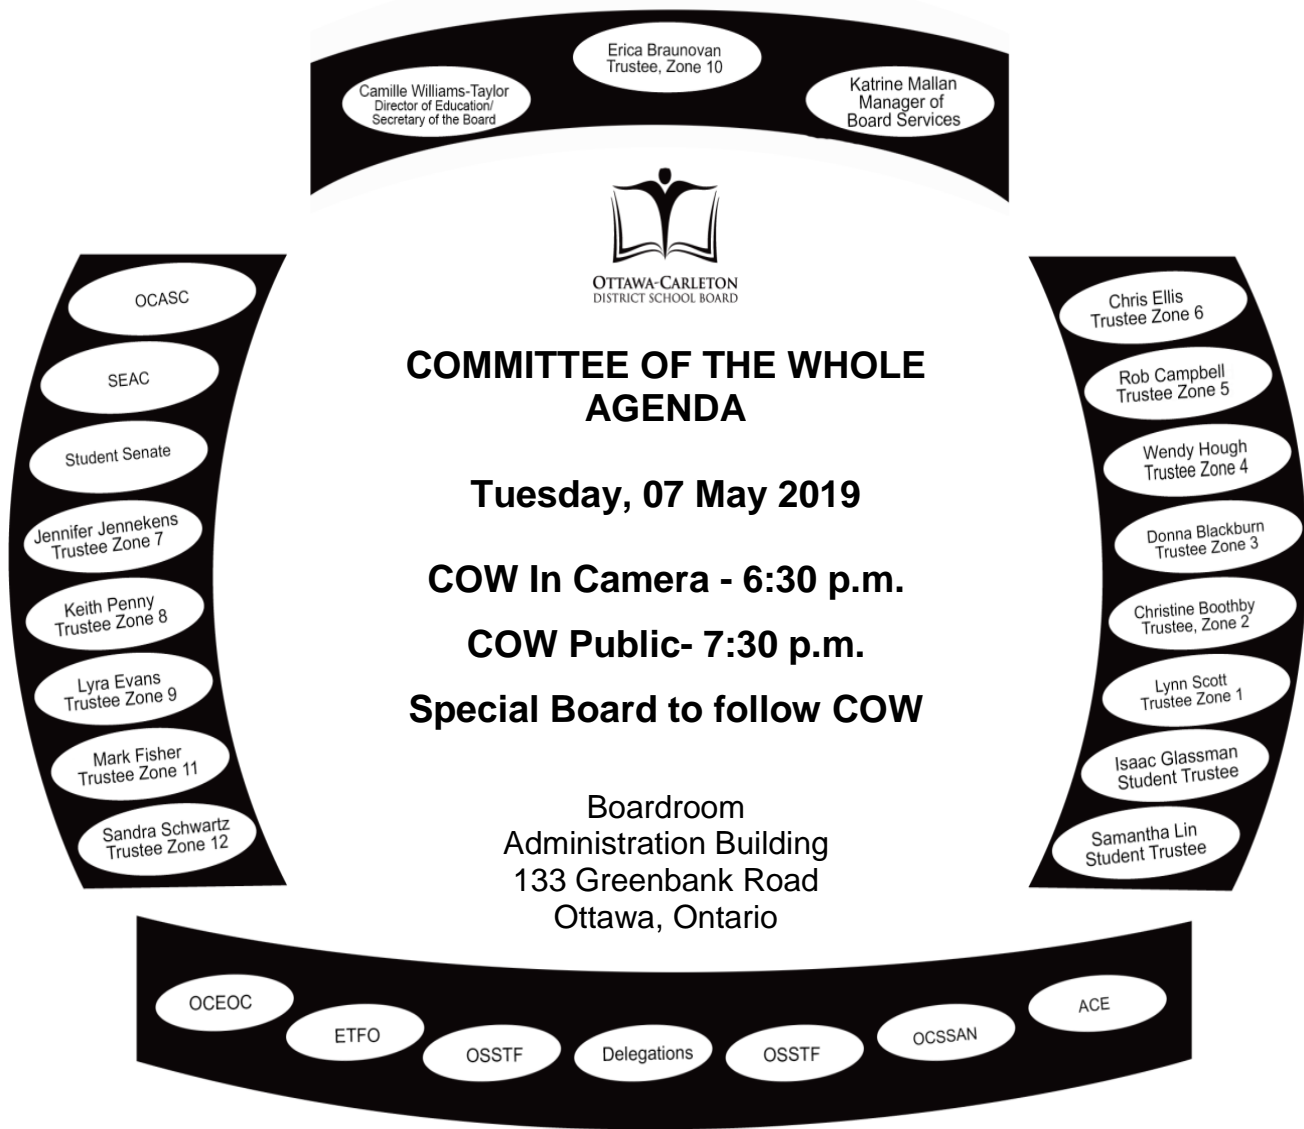 Erica Braunovan
Trustee, Zone 10
Camille Williams-Taylor
Director of Education/
Secretary of the Board
Katrine Mallan
Manager of
Board Services
OTTAWA-CARLETON
DISTRICT SCHOOL BOARD
COMMITTEE OF THE WHOLE
AGENDA
Tuesday, 07 May 2019
COW In Camera - 6:30 p.m.
COW Public- 7:30 p.m.
Special Board to follow COW
Boardroom
Administration Building
133 Greenbank Road
Ottawa, Ontario
OCASC
SEAC
Student Senate
Jennifer Jennekens
Trustee Zone 7
Keith Penny
Trustee Zone 8
Lyra Evans
Trustee Zone 9
Mark Fisher
Trustee Zone 11
Sandra Schwartz
Trustee Zone 12
Chris Ellis
Trustee Zone 6
Rob Campbell
Trustee Zone 5
Wendy Hough
Trustee Zone 4
Donna Blackburn
Trustee Zone 3
Christine Boothby
Trustee, Zone 2
Lynn Scott
Trustee Zone 1
Isaac Glassman
Student Trustee
Samantha Lin
Student Trustee
OCEOC
ETFO
OSSTF
Delegations
OSSTF
OCSSAN
ACE